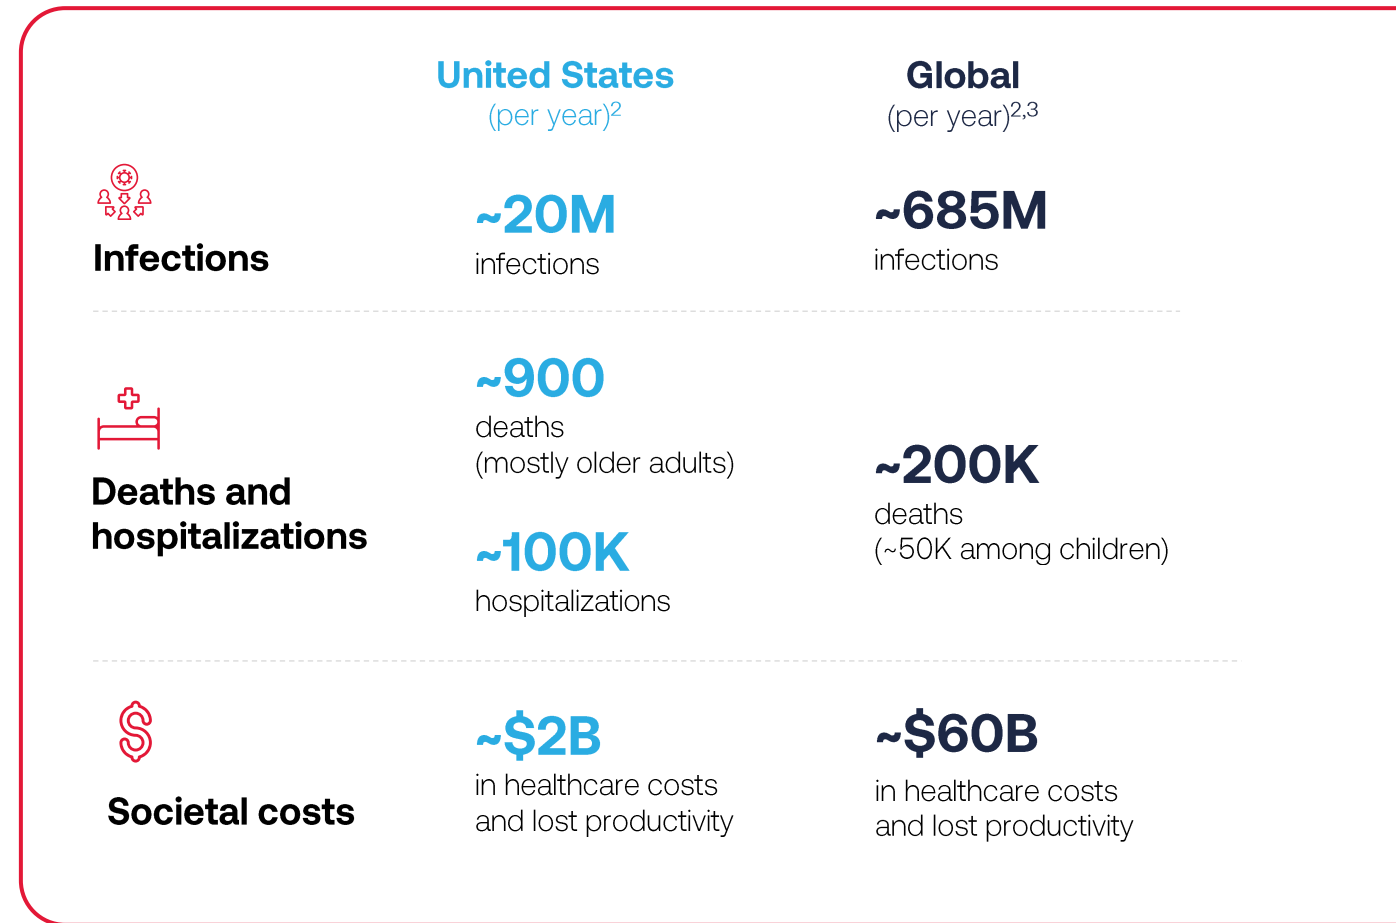 United States
(per year)2
Global
(per year)2,3
Infections
~20M
infections
~685M
infections
Deaths and
hospitalizations
~900
deaths
(mostly older adults)
~100K
hospitalizations
~200K
deaths
(~50K among children)
Societal costs
~$2B
in healthcare costs
and lost productivity
~$60B
in healthcare costs
and lost productivity